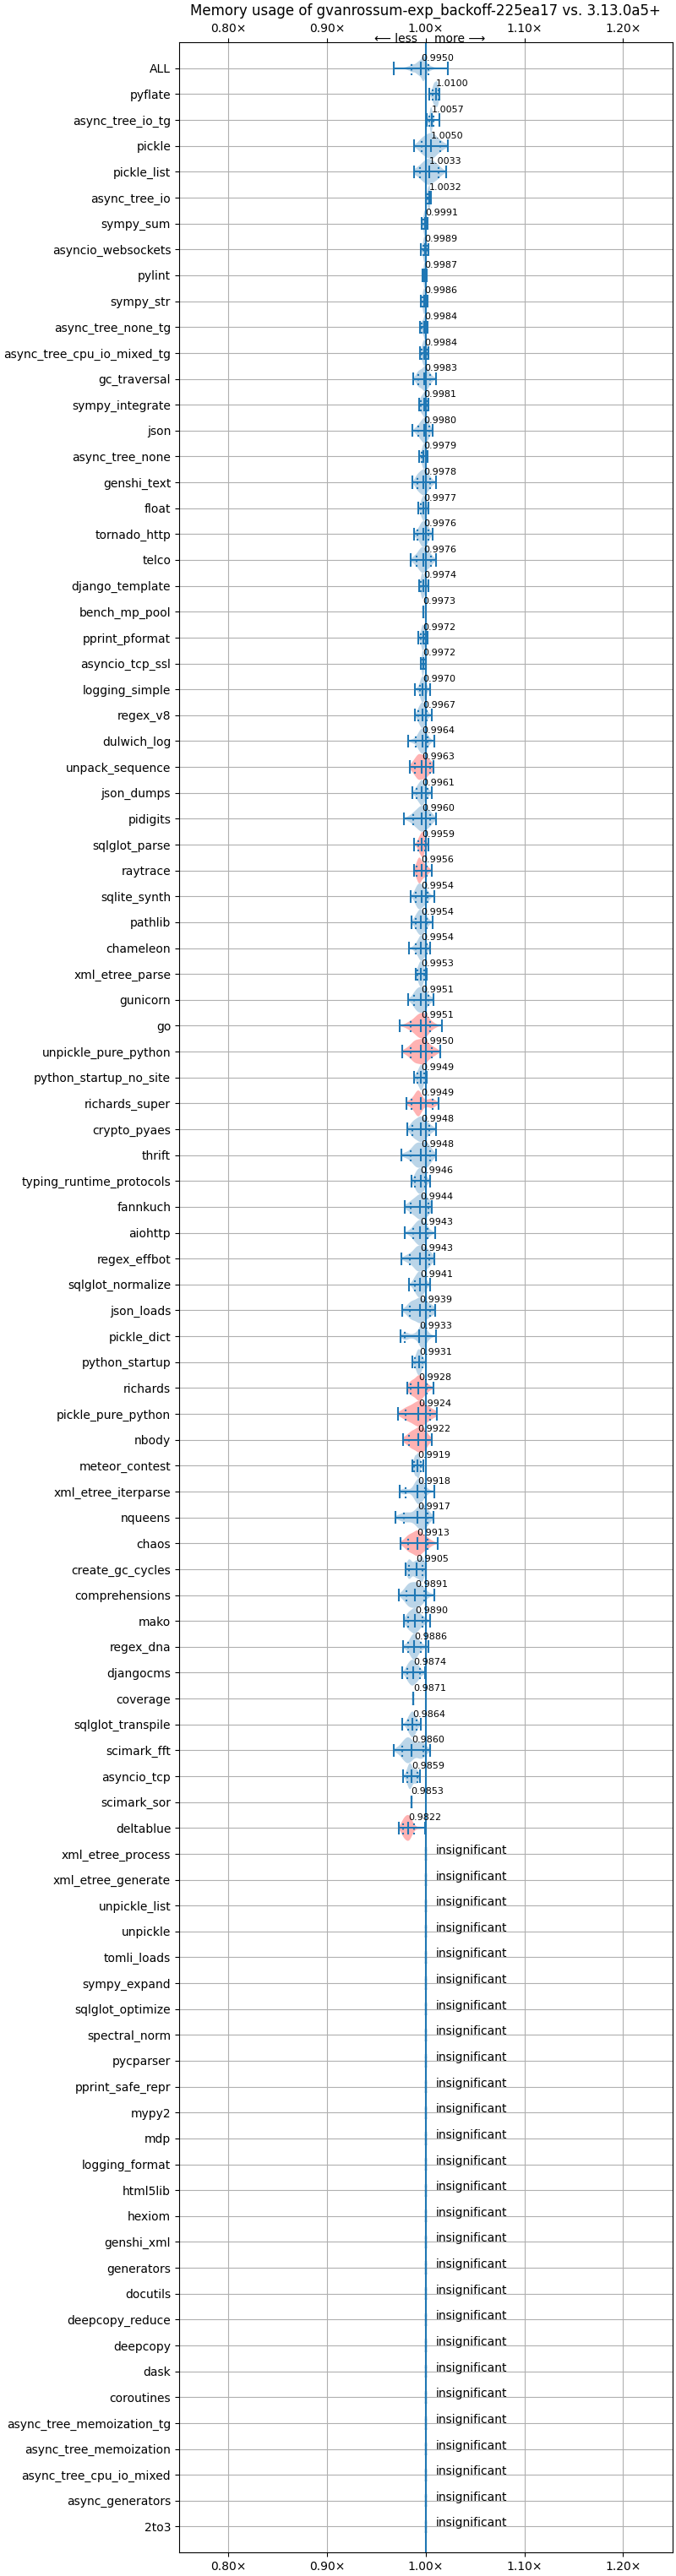 Memory usage of gvanrossum-exp_backoff-225ea17 vs. 3.13.0a5+
0.80× 0.90× 1.00× 1.10× 1.20×
⟵ less more ⟶
ALL 0.9950
pyflate 1.0100
async_tree_io_tg 1.0057
pickle 1.0050
pickle_list 1.0033
async_tree_io 1.0032
sympy_sum 0.9991
asyncio_websockets 0.9989
pylint 0.9987
sympy_str 0.9986
async_tree_none_tg 0.9984
async_tree_cpu_io_mixed_tg 0.9984
gc_traversal 0.9983
sympy_integrate 0.9981
json 0.9980
async_tree_none 0.9979
genshi_text 0.9978
float 0.9977
tornado_http 0.9976
telco 0.9976
django_template 0.9974
bench_mp_pool 0.9973
pprint_pformat 0.9972
asyncio_tcp_ssl 0.9972
logging_simple 0.9970
regex_v8 0.9967
dulwich_log 0.9964
unpack_sequence 0.9963
json_dumps 0.9961
pidigits 0.9960
sqlglot_parse 0.9959
raytrace 0.9956
sqlite_synth 0.9954
pathlib 0.9954
chameleon 0.9954
xml_etree_parse 0.9953
gunicorn 0.9951
go 0.9951
unpickle_pure_python 0.9950
python_startup_no_site 0.9949
richards_super 0.9949
crypto_pyaes 0.9948
thrift 0.9948
typing_runtime_protocols 0.9946
fannkuch 0.9944
aiohttp 0.9943
regex_effbot 0.9943
sqlglot_normalize 0.9941
json_loads 0.9939
pickle_dict 0.9933
python_startup 0.9931
richards 0.9928
pickle_pure_python 0.9924
nbody 0.9922
meteor_contest 0.9919
xml_etree_iterparse 0.9918
nqueens 0.9917
chaos 0.9913
create_gc_cycles 0.9905
comprehensions 0.9891
mako 0.9890
regex_dna 0.9886
djangocms 0.9874
coverage 0.9871
sqlglot_transpile 0.9864
scimark_fft 0.9860
asyncio_tcp 0.9859
scimark_sor 0.9853
deltablue 0.9822
xml_etree_process insignificant
xml_etree_generate insignificant
unpickle_list insignificant
unpickle insignificant
tomli_loads insignificant
sympy_expand insignificant
sqlglot_optimize insignificant
spectral_norm insignificant
pycparser insignificant
pprint_safe_repr insignificant
mypy2 insignificant
mdp insignificant
logging_format insignificant
html5lib insignificant
hexiom insignificant
genshi_xml insignificant
generators insignificant
docutils insignificant
deepcopy_reduce insignificant
deepcopy insignificant
dask insignificant
coroutines insignificant
async_tree_memoization_tg insignificant
async_tree_memoization insignificant
async_tree_cpu_io_mixed insignificant
async_generators insignificant
2to3 insignificant
0.80× 0.90× 1.00× 1.10× 1.20×